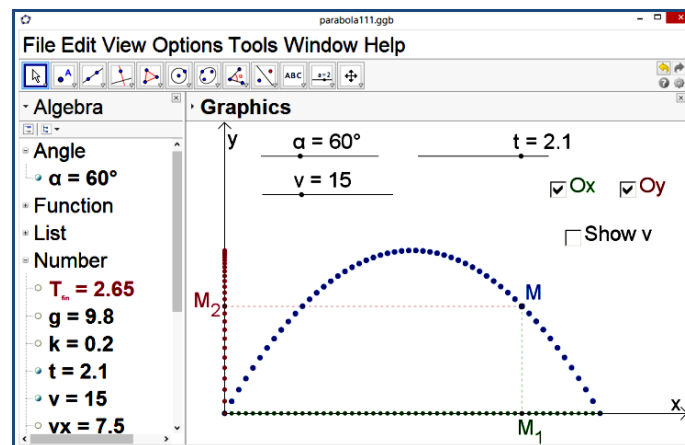 parabola111.ggb
File Edit View Options Tools Window Help
A
ABC
a=2
Algebra
Graphics
Angle
α = 60°
Function
List
Number
T fin = 2.65
g = 9.8
k = 0.2
t = 2.1
v = 15
vx = 7.5
y
α = 60°
t = 2.1
v = 15
Ox
Oy
Show v
M₂
M
x
M₁